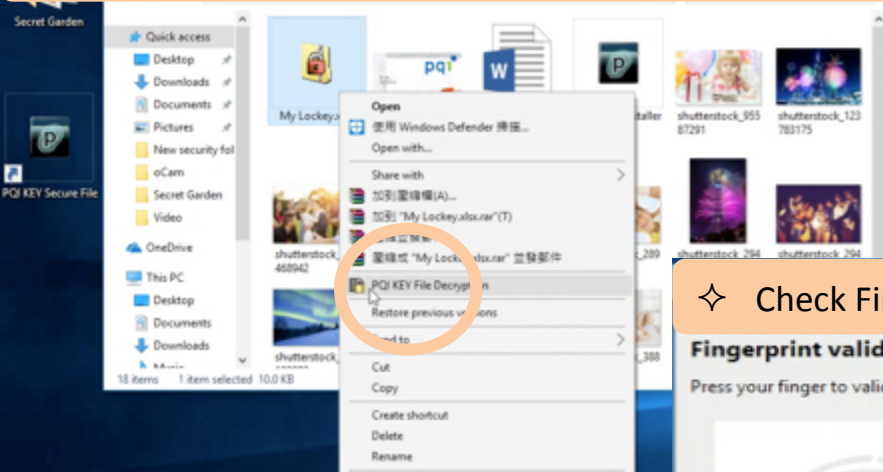 Secret Garden
PQI KEY Secure File
Quick access
Desktop
Downloads
Documents
Pictures
New security fol
oCam
Secret Garden
Video
OneDrive
This PC
Desktop
Documents
Downloads
18 items 1 item selected 10.0 KB
My Lockey.x
pqi
W
P
taller
shutterstock_955
87291
shutterstock_123
783175
shutterstock_
468942
_289
shutterstock_294
shutterstock_294
shutterstock_
_388
Open
使用 Windows Defender 掃描...
Open with...
Share with
加到壓縮檔(A)...
加到 "My Lockey.xlsx.rar"(T)
壓縮成 "My Lockey.xlsx.rar" 並發郵件
PQI KEY File Decryption
Restore previous versions
Send to
Cut
Copy
Create shortcut
Delete
Rename
✧ Check Fi
Fingerprint valid
Press your finger to valid